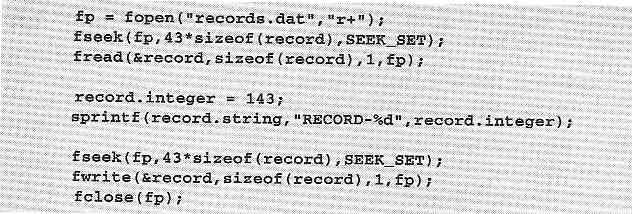 fp = fopen("records.dat","r+");
fseek(fp,43*sizeof(record),SEEK_SET);
fread(&record,sizeof(record),1,fp);
record.integer = 143;
sprintf(record.string,"RECORD-%d",record.integer);
fseek(fp,43*sizeof(record),SEEK_SET);
fwrite(&record,sizeof(record),1,fp);
fclose(fp);